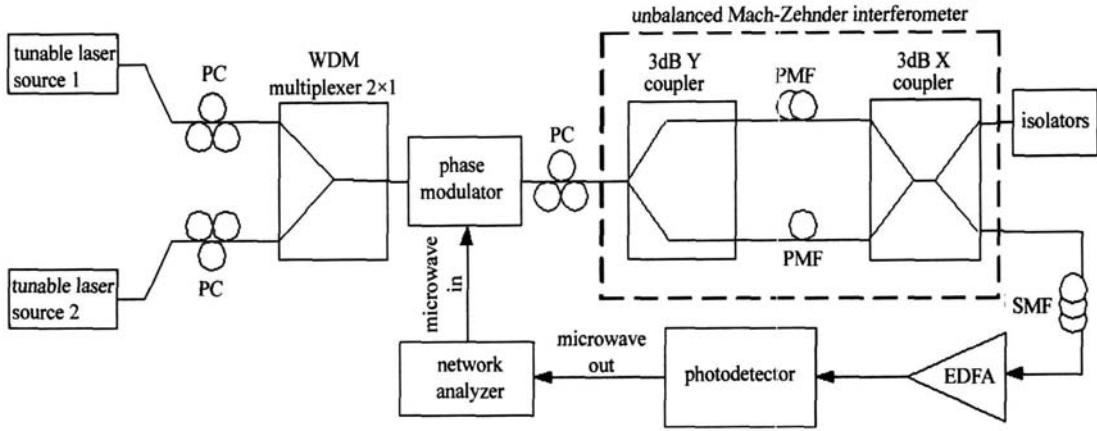 unbalanced Mach-Zehnder interferometer
tunable laser
source 1
PC
WDM
multiplexer 2×1
3dB Y
coupler
PMF
3dB X
coupler
isolators
phase
modulator
PC
PMF
tunable laser
source 2
PC
microwave
in
SMF
network
analyzer
microwave
out
photodetector
EDFA